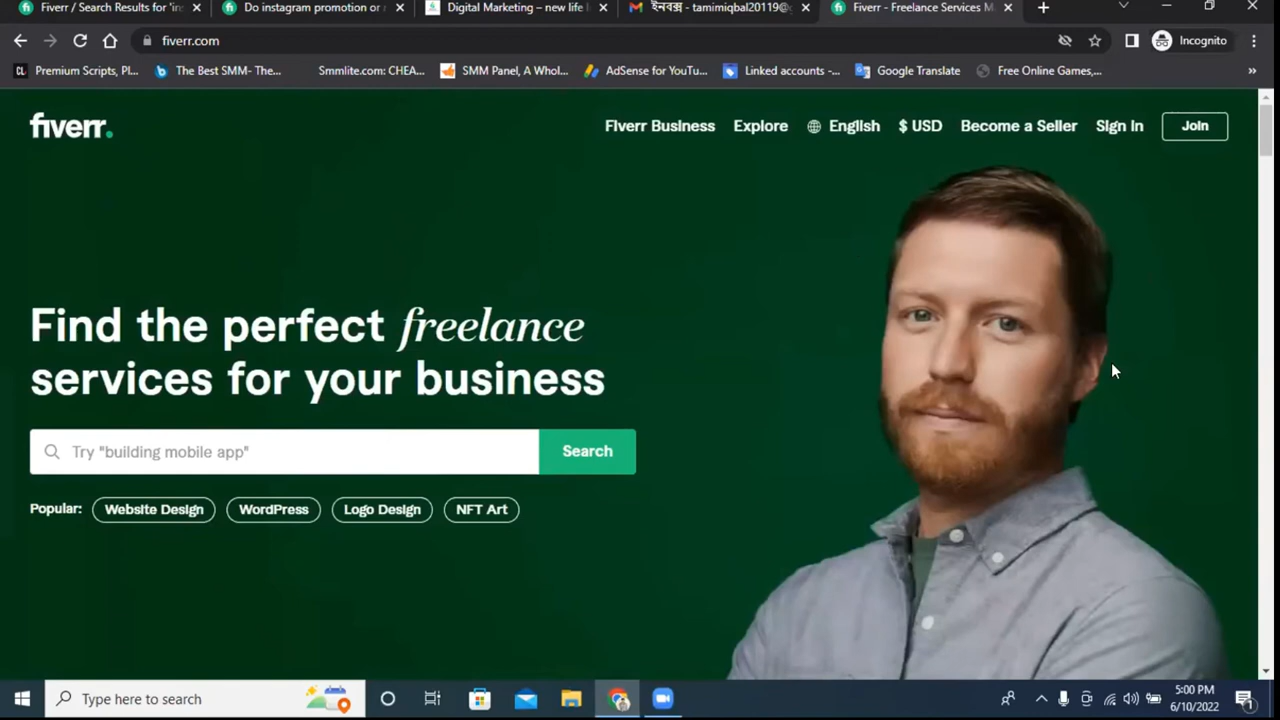 Fiverr / Search Results for 'in
Do instagram promotion or
Digital Marketing – new life
ইনবক্স - tamimiqbal20119@
Fiverr - Freelance Services M
fiverr.com
Incognito
Premium Scripts, Pl...
The Best SMM- The...
Smmlite.com: CHEA...
SMM Panel, A Whol...
AdSense for YouTu...
Linked accounts -...
Google Translate
Free Online Games,...
fiverr.
Fiverr Business
Explore
English
$ USD
Become a Seller
Sign In
Join
Find the perfect freelance
services for your business
Try "building mobile app"
Search
Popular:
Website Design
WordPress
Logo Design
NFT Art
Type here to search
5:00 PM
6/10/2022